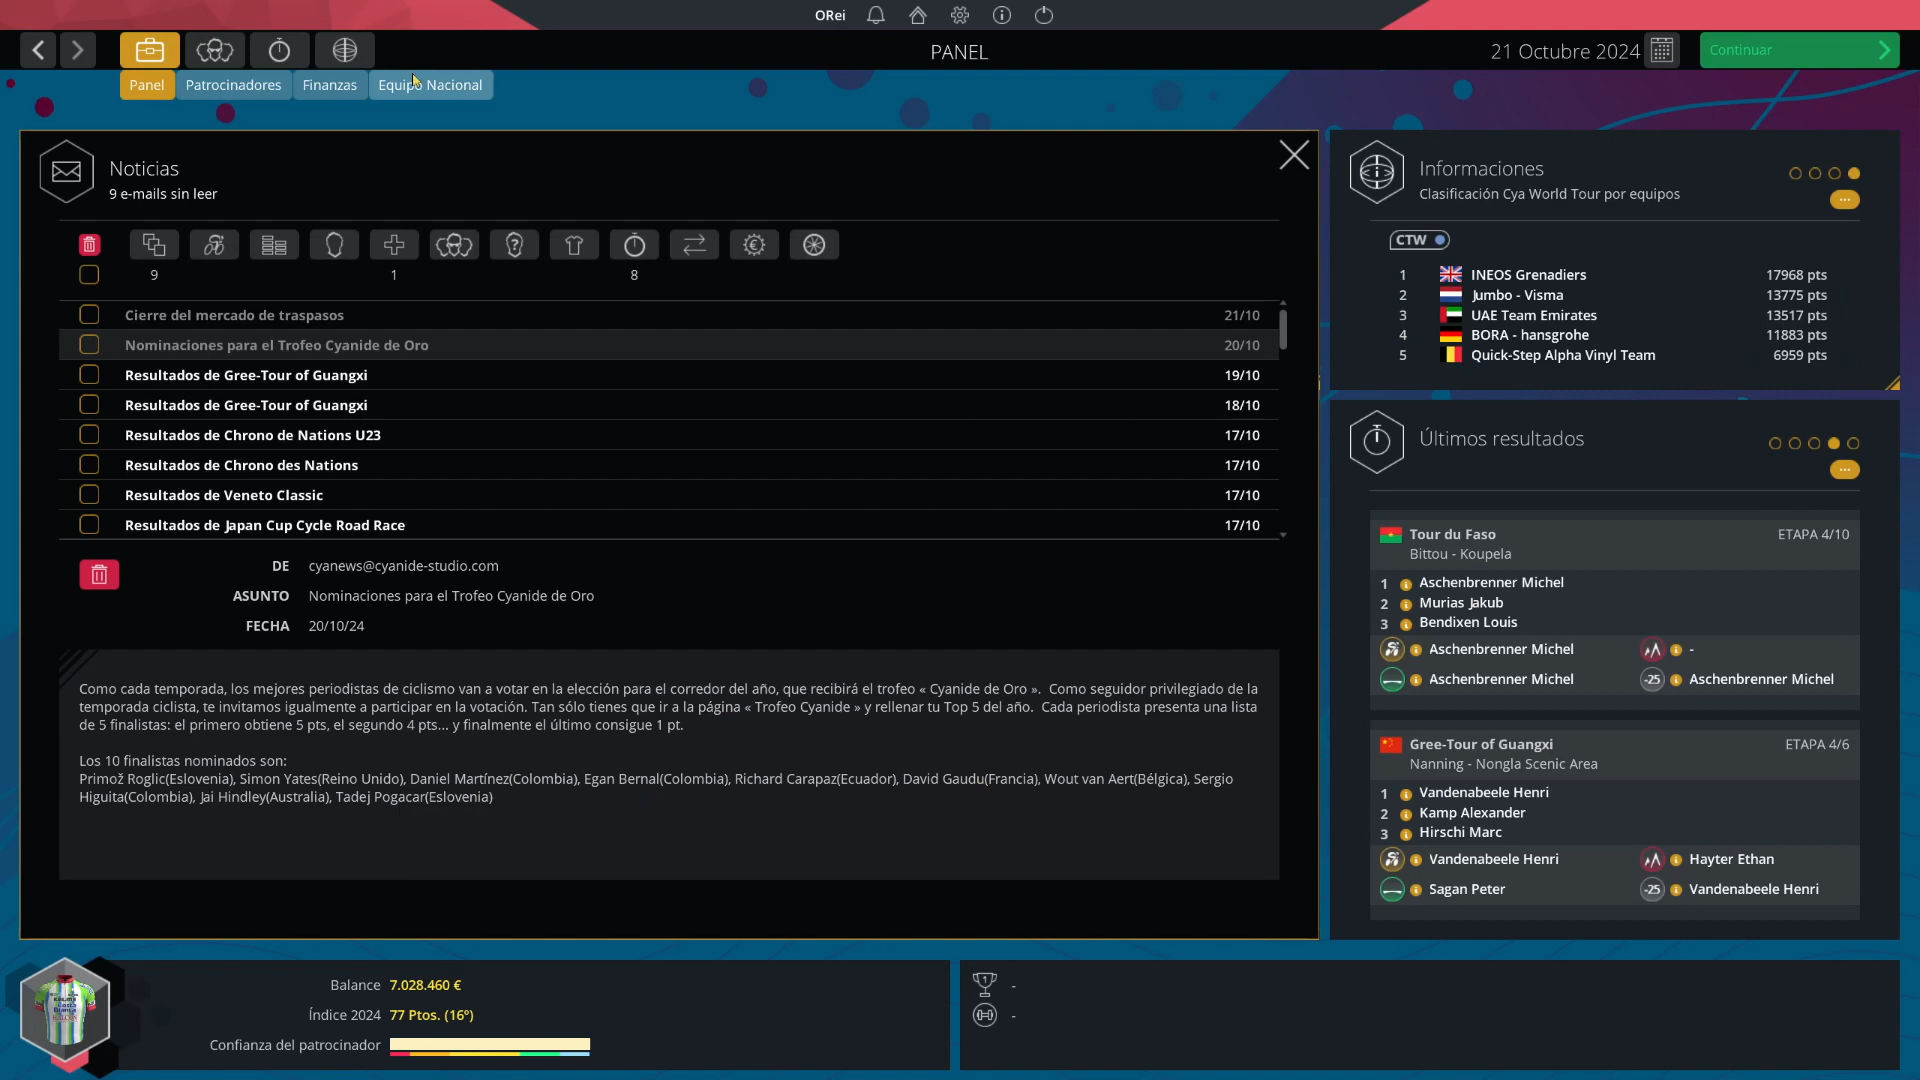 ORei
PANEL
21 Octubre 2024
Continuar
Panel
Patrocinadores
Finanzas
Equipo Nacional
Noticias
9 e-mails sin leer
9
1
8
Cierre del mercado de traspasos 21/10
Nominaciones para el Trofeo Cyanide de Oro 20/10
Resultados de Gree-Tour of Guangxi 19/10
Resultados de Gree-Tour of Guangxi 18/10
Resultados de Chrono de Nations U23 17/10
Resultados de Chrono des Nations 17/10
Resultados de Veneto Classic 17/10
Resultados de Japan Cup Cycle Road Race 17/10
DE cyanews@cyanide-studio.com
ASUNTO Nominaciones para el Trofeo Cyanide de Oro
FECHA 20/10/24
Como cada temporada, los mejores periodistas de ciclismo van a votar en la elección para el corredor del año, que recibirá el trofeo « Cyanide de Oro ». Como seguidor privilegiado de la
temporada ciclista, te invitamos igualmente a participar en la votación. Tan sólo tienes que ir a la página « Trofeo Cyanide » y rellenar tu Top 5 del año. Cada periodista presenta una lista
de 5 finalistas: el primero obtiene 5 pts, el segundo 4 pts... y finalmente el último consigue 1 pt.
Los 10 finalistas nominados son:
Primož Roglic(Eslovenia), Simon Yates(Reino Unido), Daniel Martínez(Colombia), Egan Bernal(Colombia), Richard Carapaz(Ecuador), David Gaudu(Francia), Wout van Aert(Bélgica), Sergio
Higuita(Colombia), Jai Hindley(Australia), Tadej Pogacar(Eslovenia)
Informaciones
Clasificación Cya World Tour por equipos
CTW
1 INEOS Grenadiers 17968 pts
2 Jumbo - Visma 13775 pts
3 UAE Team Emirates 13517 pts
4 BORA - hansgrohe 11883 pts
5 Quick-Step Alpha Vinyl Team 6959 pts
Últimos resultados
Tour du Faso ETAPA 4/10
Bittou - Koupela
1 Aschenbrenner Michel
2 Murias Jakub
3 Bendixen Louis
Aschenbrenner Michel -
Aschenbrenner Michel -25 Aschenbrenner Michel
Gree-Tour of Guangxi ETAPA 4/6
Nanning - Nongla Scenic Area
1 Vandenabeele Henri
2 Kamp Alexander
3 Hirschi Marc
Vandenabeele Henri Hayter Ethan
Sagan Peter -25 Vandenabeele Henri
Balance 7.028.460 €
Índice 2024 77 Ptos. (16º)
Confianza del patrocinador
1 -
-